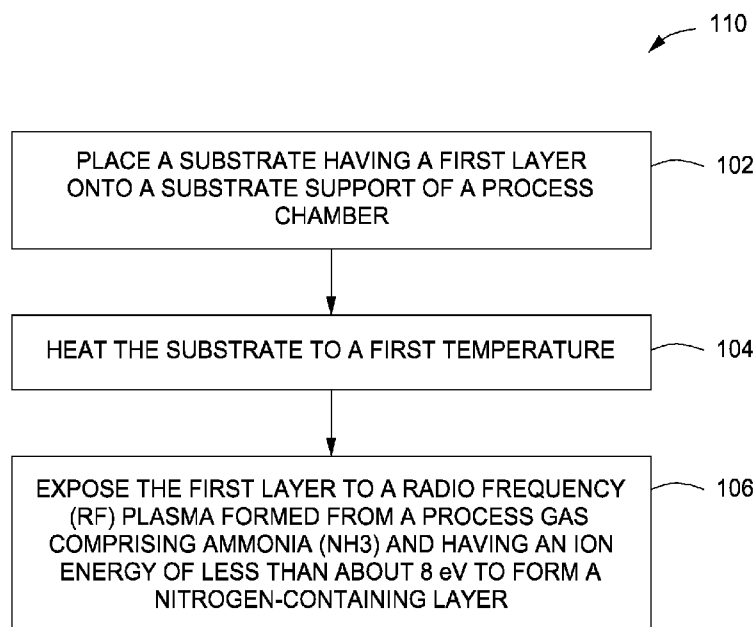 110
PLACE A SUBSTRATE HAVING A FIRST LAYER
ONTO A SUBSTRATE SUPPORT OF A PROCESS
CHAMBER
102
HEAT THE SUBSTRATE TO A FIRST TEMPERATURE
104
EXPOSE THE FIRST LAYER TO A RADIO FREQUENCY
(RF) PLASMA FORMED FROM A PROCESS GAS
COMPRISING AMMONIA (NH3) AND HAVING AN ION
ENERGY OF LESS THAN ABOUT 8 eV TO FORM A
NITROGEN-CONTAINING LAYER
106